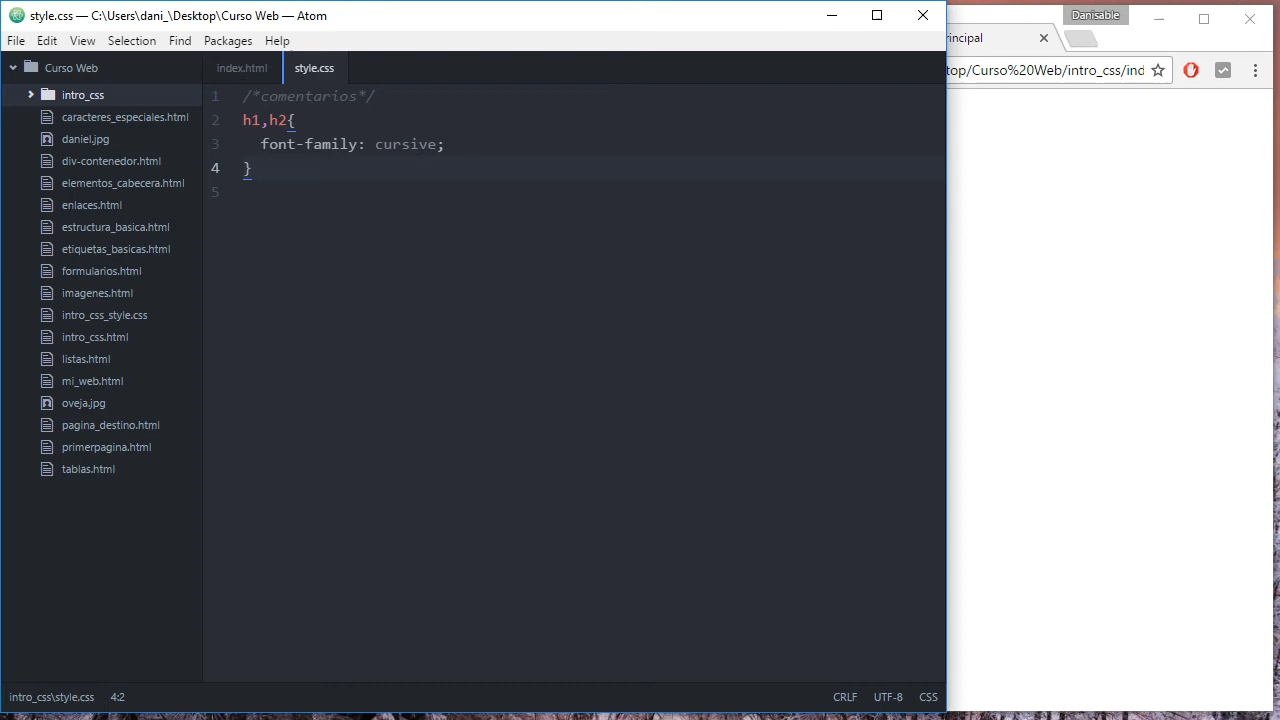 style.css — C:\Users\dani_\Desktop\Curso Web — Atom
File Edit View Selection Find Packages Help
Curso Web
intro_css
caracteres_especiales.html
daniel.jpg
div-contenedor.html
elementos_cabecera.html
enlaces.html
estructura_basica.html
etiquetas_basicas.html
formularios.html
imagenes.html
intro_css_style.css
intro_css.html
listas.html
mi_web.html
oveja.jpg
pagina_destino.html
primerpagina.html
tablas.html
index.html style.css
1 /*comentarios*/
2 h1,h2{
3 font-family: cursive;
4 }
5
intro_css\style.css 4:2 CRLF UTF-8 CSS
Danisable
rincipal
top/Curso%20Web/intro_css/ind